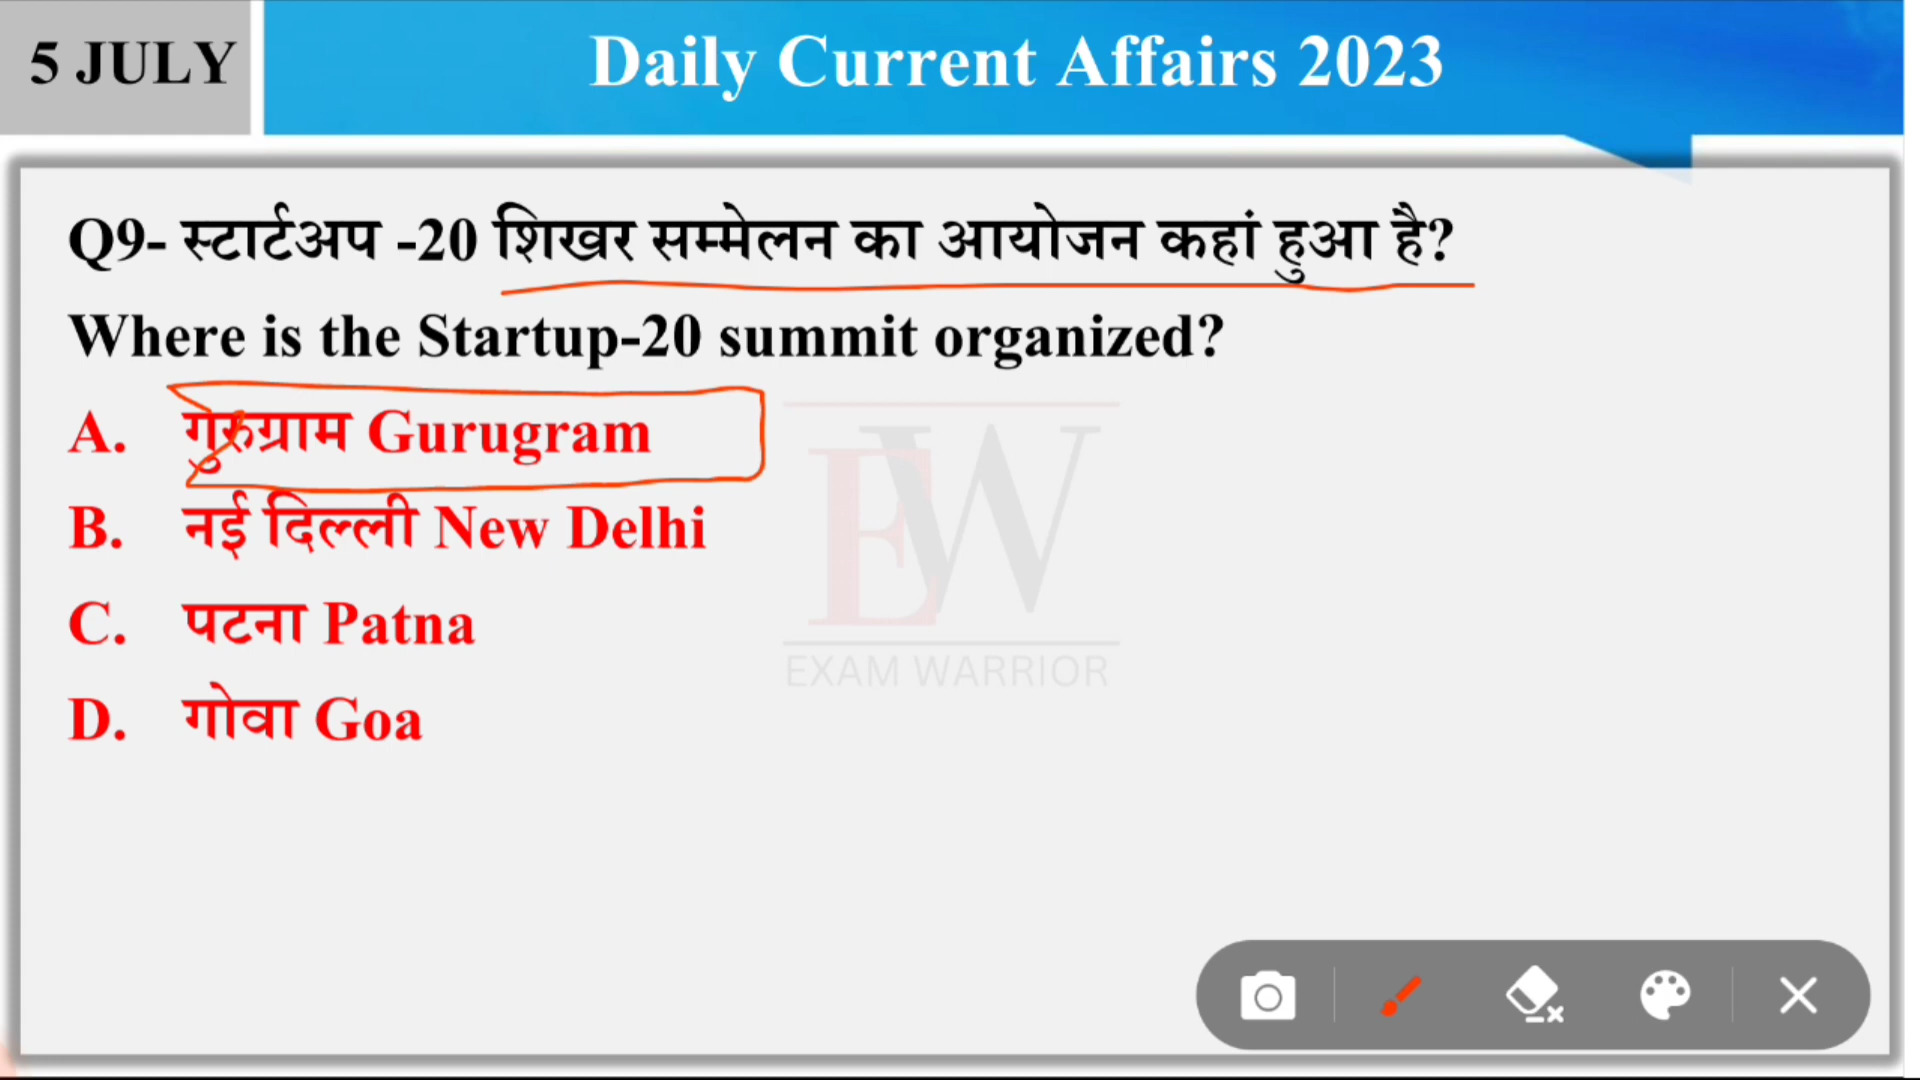 5 JULY
Daily Current Affairs 2023
Q9- स्टार्टअप -20 शिखर सम्मेलन का आयोजन कहां हुआ है?
Where is the Startup-20 summit organized?
A. गुरुग्राम Gurugram
B. नई दिल्ली New Delhi
C. पटना Patna
D. गोवा Goa
EW
EXAM WARRIOR